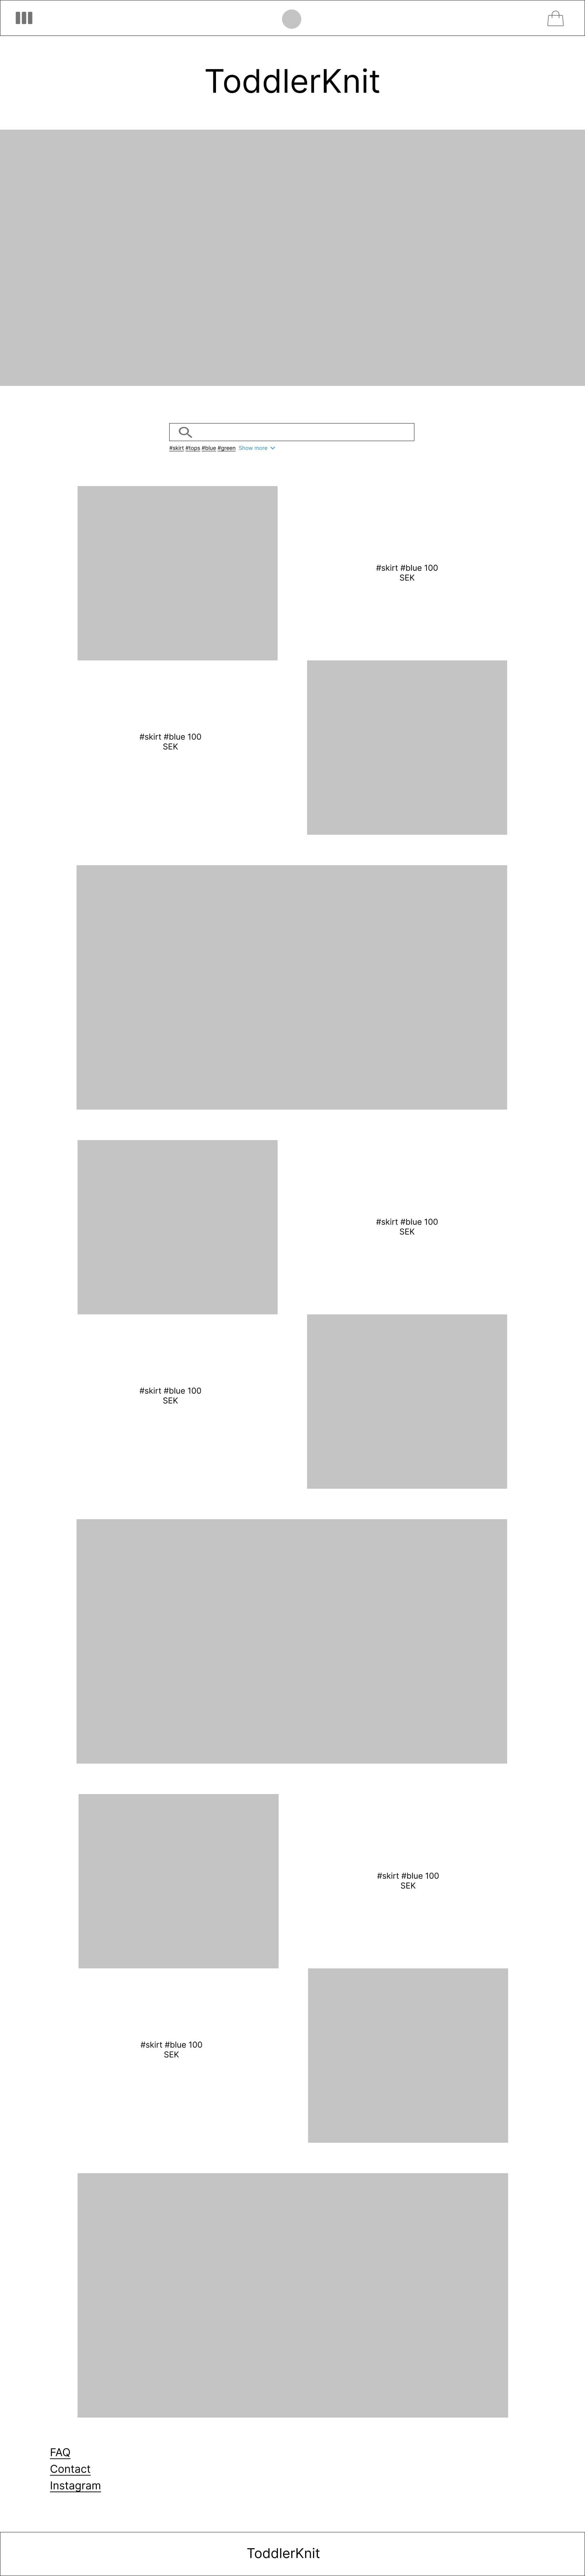 ToddlerKnit
#skirt #tops #blue #green Show more
#skirt #blue 100
SEK
#skirt #blue 100
SEK
#skirt #blue 100
SEK
#skirt #blue 100
SEK
#skirt #blue 100
SEK
#skirt #blue 100
SEK
FAQ
Contact
Instagram
ToddlerKnit